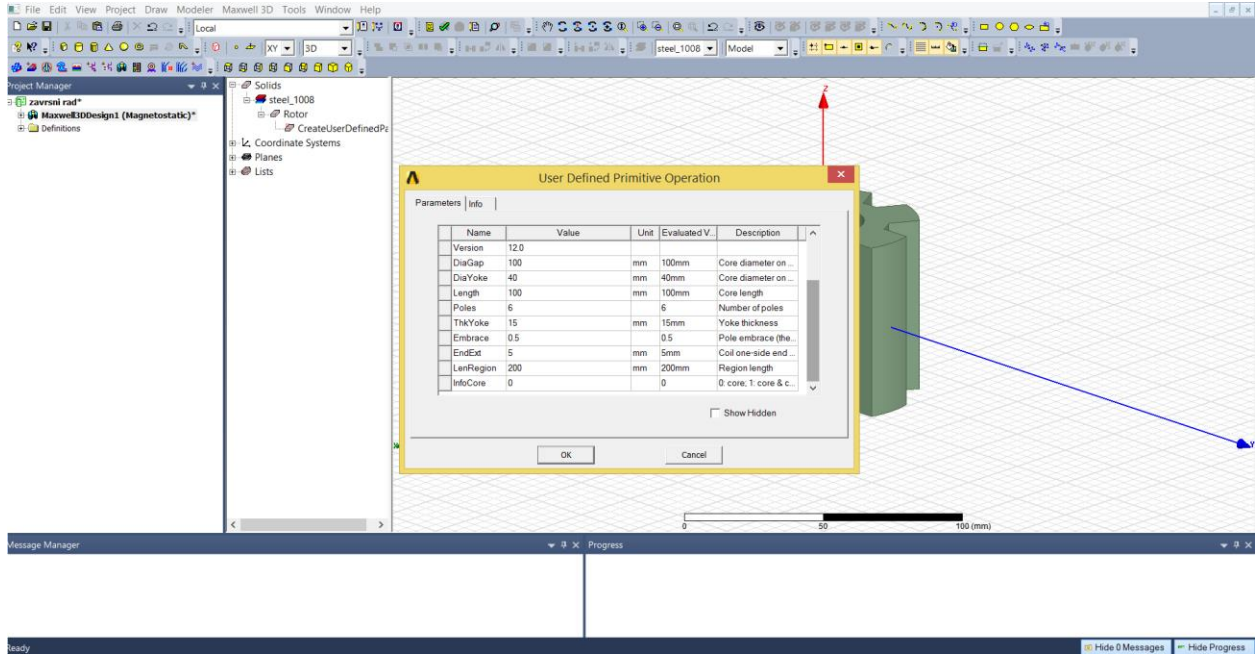 File Edit View Project Draw Modeler Maxwell 3D Tools Window Help
Local
XY 3D steel_1008 Model
Project Manager
zavrsni rad*
Maxwell3DDesign1 (Magnetostatic)*
Definitions
Solids
steel_1008
Rotor
CreateUserDefinedPa
Coordinate Systems
Planes
Lists
Z
User Defined Primitive Operation
Parameters Info
Name Value Unit Evaluated V... Description
Version 12.0
DiaGap 100 mm 100mm Core diameter on ...
DiaYoke 40 mm 40mm Core diameter on ...
Length 100 mm 100mm Core length
Poles 6 6 Number of poles
ThkYoke 15 mm 15mm Yoke thickness
Embrace 0.5 0.5 Pole embrace (the...
EndExt 5 mm 5mm Coil one-side end ...
LenRegion 200 mm 200mm Region length
InfoCore 0 0 0: core; 1: core & c...
Show Hidden
OK Cancel
Y
0 50 100 (mm)
Message Manager
Progress
Ready
Hide 0 Messages Hide Progress